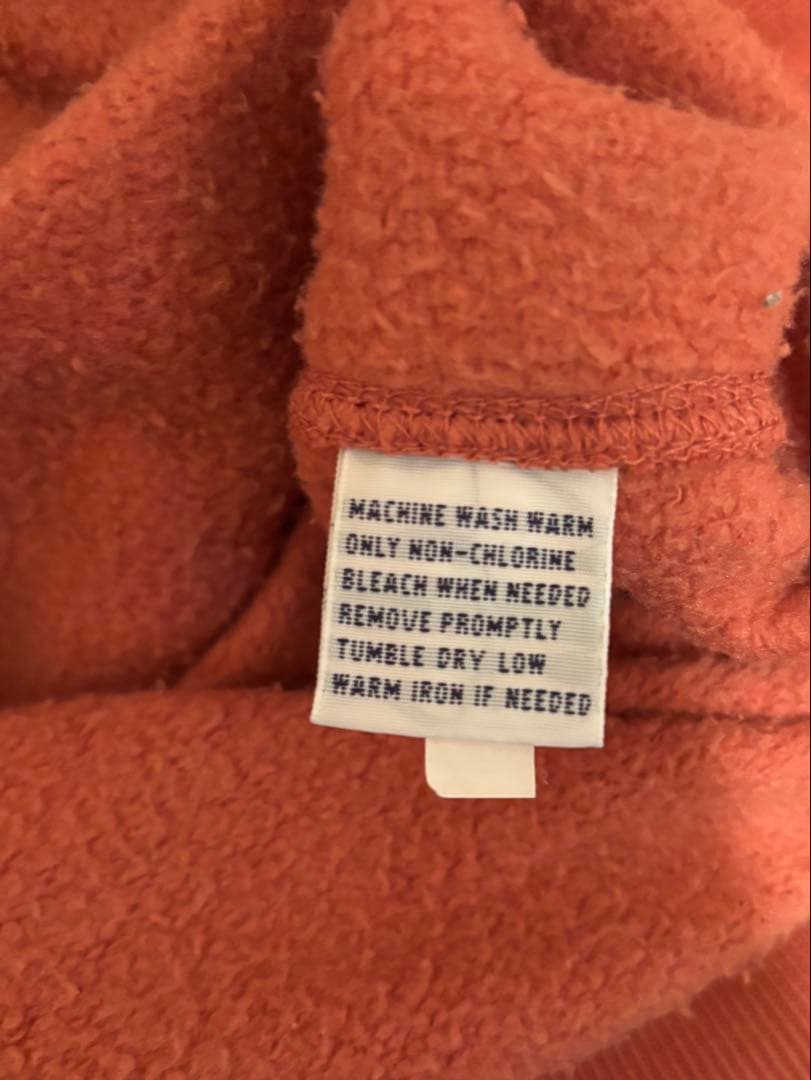 MACHINE WASH WARM
ONLY NON-CHLORINE
BLEACH WHEN NEEDED
REMOVE PROMPTLY
TUMBLE DRY LOW
WARM IRON IF NEEDED